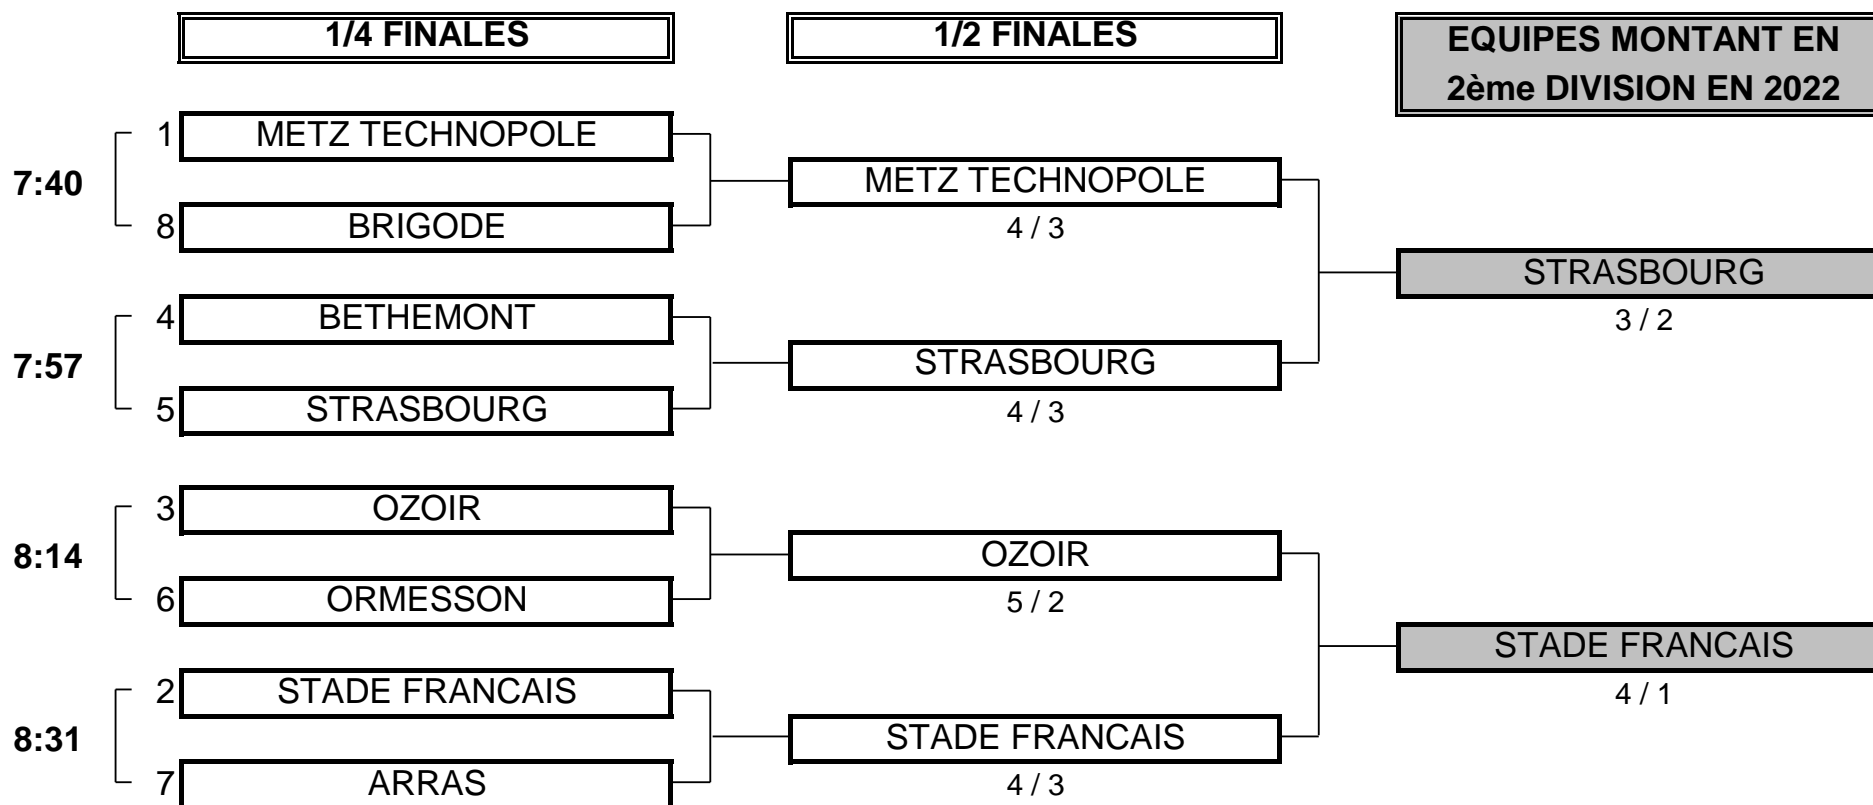 1/4 FINALES
1/2 FINALES
EQUIPES MONTANT EN
2ème DIVISION EN 2022
7:40
1 METZ TECHNOPOLE
8 BRIGODE
METZ TECHNOPOLE
4 / 3
7:57
4 BETHEMONT
5 STRASBOURG
STRASBOURG
4 / 3
STRASBOURG
3 / 2
8:14
3 OZOIR
6 ORMESSON
OZOIR
5 / 2
8:31
2 STADE FRANCAIS
7 ARRAS
STADE FRANCAIS
4 / 3
STADE FRANCAIS
4 / 1